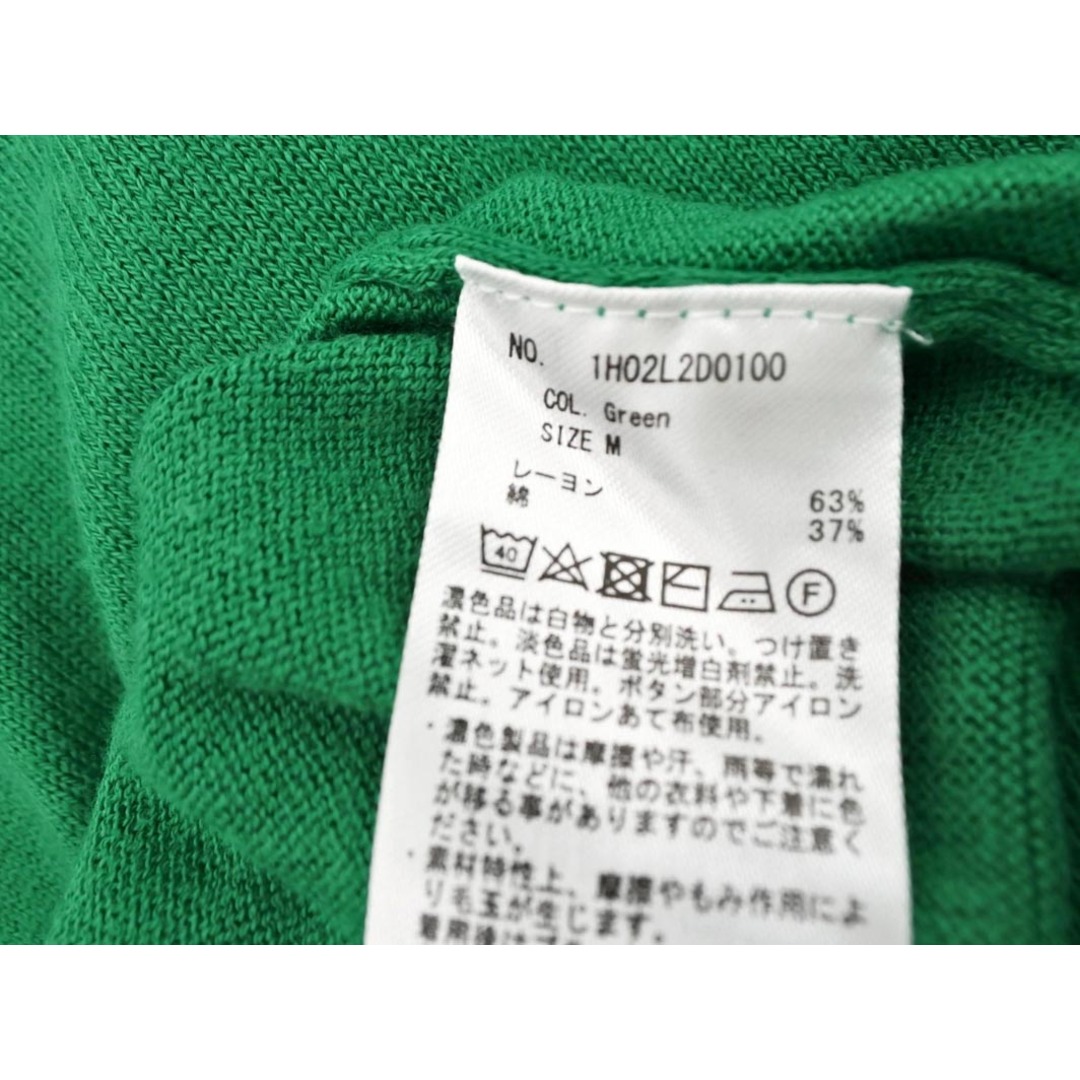 NO. 1H02L2D0100
COL. Green
SIZE M
レーヨン 63%
綿 37%
40 F
濃色品は白物と分別洗い。つけ置き
禁止。淡色品は蛍光増白剤禁止。洗
濯ネット使用。ボタン部分アイロン
禁止。アイロンあて布使用。
・濃色製品は摩擦や汗、雨等で濡れ
た時などに、他の衣料や下着に色
が移る事がありますのでご注意く
ださい。
・素材特性上、摩擦やもみ作用によ
り毛玉が生じます。
着用後は